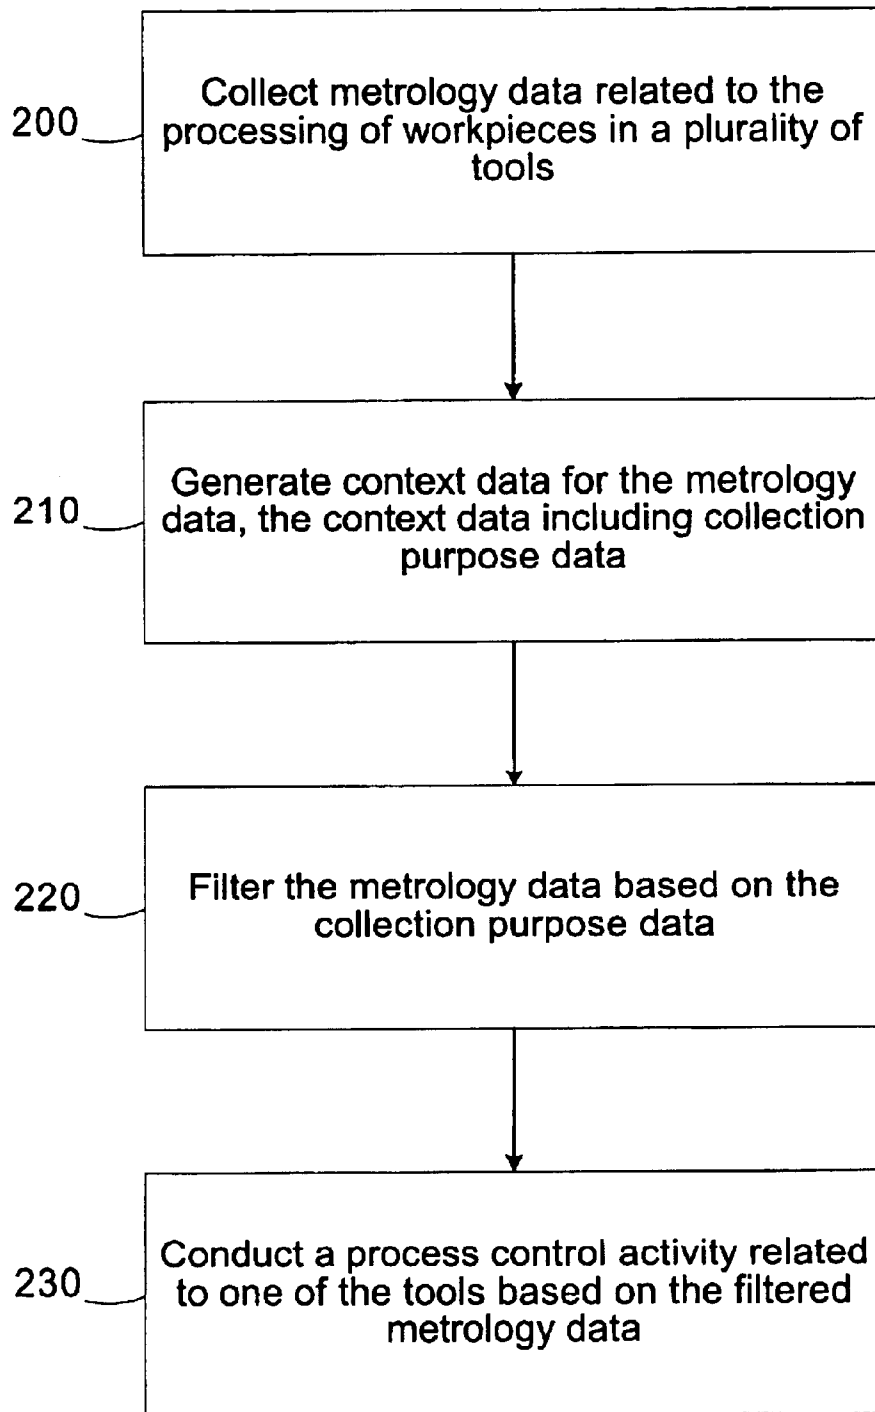 200
Collect metrology data related to the
processing of workpieces in a plurality of
tools
210
Generate context data for the metrology
data, the context data including collection
purpose data
220
Filter the metrology data based on the
collection purpose data
230
Conduct a process control activity related
to one of the tools based on the filtered
metrology data